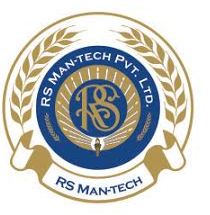 RS MAN-TECH PVT. LTD.
RS
RS MAN-TECH